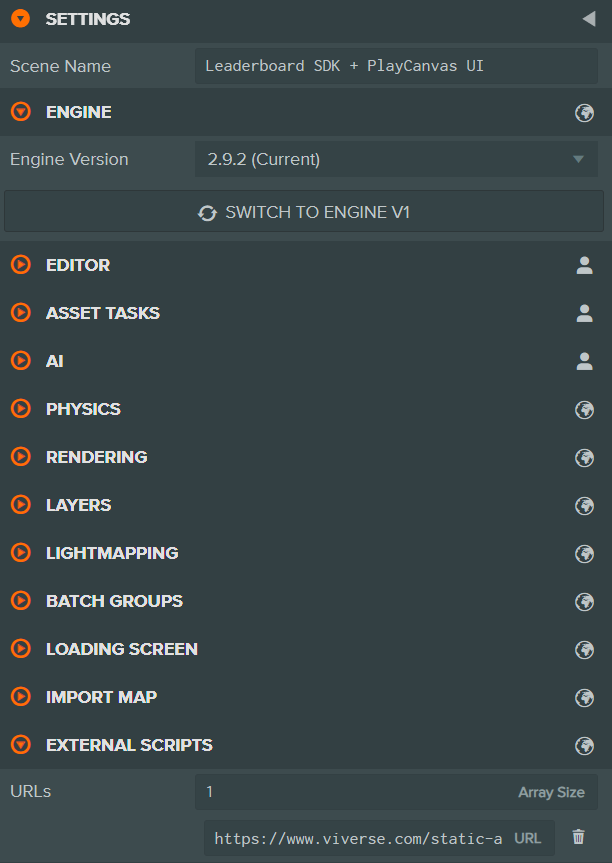 SETTINGS
Scene Name Leaderboard SDK + PlayCanvas UI
ENGINE
Engine Version 2.9.2 (Current)
SWITCH TO ENGINE V1
EDITOR
ASSET TASKS
AI
PHYSICS
RENDERING
LAYERS
LIGHTMAPPING
BATCH GROUPS
LOADING SCREEN
IMPORT MAP
EXTERNAL SCRIPTS
URLs 1 Array Size
https://www.viverse.com/static-a URL